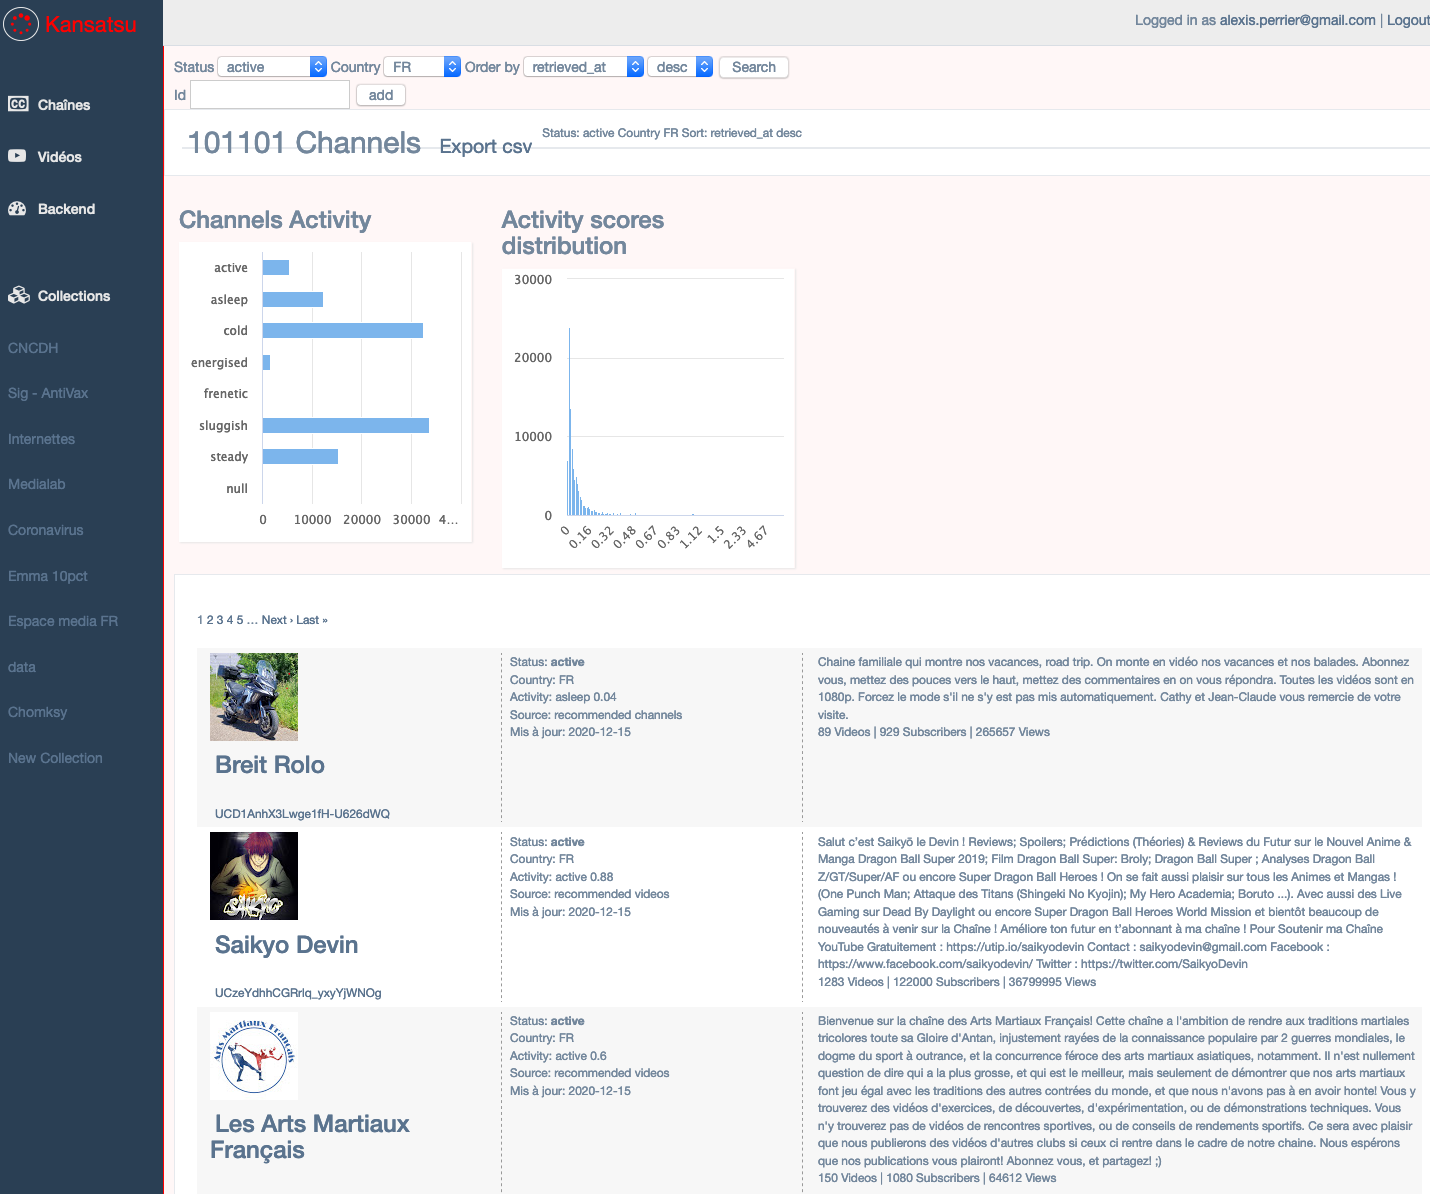 Kansatsu
Logged in as alexis.perrier@gmail.com | Logout
Status active Country FR Order by retrieved_at desc Search
Id add
Chaînes
Vidéos
Backend
Collections
CNCDH
Sig - AntiVax
Internettes
Medialab
Coronavirus
Emma 10pct
Espace media FR
data
Chomksy
New Collection
101101 Channels Export csv Status: active Country FR Sort: retrieved_at desc
Channels Activity
active
asleep
cold
energised
frenetic
sluggish
steady
null
0 10000 20000 30000 4...
Activity scores
distribution
30000
20000
10000
0
0 0.16 0.32 0.48 0.67 0.83 1.12 1.5 2.33 4.67
1 2 3 4 5 … Next › Last »
Breit Rolo
UCD1AnhX3Lwge1fH-U626dWQ
Status: active
Country: FR
Activity: asleep 0.04
Source: recommended channels
Mis à jour: 2020-12-15
Chaine familiale qui montre nos vacances, road trip. On monte en vidéo nos vacances et nos balades. Abonnez
vous, mettez des pouces vers le haut, mettez des commentaires en on vous répondra. Toutes les vidéos sont en
1080p. Forcez le mode s'il ne s'y est pas mis automatiquement. Cathy et Jean-Claude vous remercie de votre
visite.
89 Videos | 929 Subscribers | 265657 Views
SAIKYO
Saikyo Devin
UCzeYdhhCGRrlq_yxyYjWNOg
Status: active
Country: FR
Activity: active 0.88
Source: recommended videos
Mis à jour: 2020-12-15
Salut c'est Saikyō le Devin ! Reviews; Spoilers; Prédictions (Théories) & Reviews du Futur sur le Nouvel Anime &
Manga Dragon Ball Super 2019; Film Dragon Ball Super: Broly; Dragon Ball Super ; Analyses Dragon Ball
Z/GT/Super/AF ou encore Super Dragon Ball Heroes ! On se fait aussi plaisir sur tous les Animes et Mangas !
(One Punch Man; Attaque des Titans (Shingeki No Kyojin); My Hero Academia; Boruto ...). Avec aussi des Live
Gaming sur Dead By Daylight ou encore Super Dragon Ball Heroes World Mission et bientôt beaucoup de
nouveautés à venir sur la Chaîne ! Améliore ton futur en t'abonnant à ma chaîne ! Pour Soutenir ma Chaîne
YouTube Gratuitement : https://utip.io/saikyodevin Contact : saikyodevin@gmail.com Facebook :
https://www.facebook.com/saikyodevin/ Twitter : https://twitter.com/SaikyoDevin
1283 Videos | 122000 Subscribers | 36799995 Views
Arts Martiaux Français
Les Arts Martiaux
Français
Status: active
Country: FR
Activity: active 0.6
Source: recommended videos
Mis à jour: 2020-12-15
Bienvenue sur la chaîne des Arts Martiaux Français! Cette chaîne a l'ambition de rendre aux traditions martiales
tricolores toute sa Gloire d'Antan, injustement rayées de la connaissance populaire par 2 guerres mondiales, le
dogme du sport à outrance, et la concurrence féroce des arts martiaux asiatiques, notamment. Il n'est nullement
question de dire qui a la plus grosse, et qui est le meilleur, mais seulement de démontrer que nos arts martiaux
font jeu égal avec les traditions des autres contrées du monde, et que nous n'avons pas à en avoir honte! Vous y
trouverez des vidéos d'exercices, de découvertes, d'expérimentation, ou de démonstrations techniques. Vous
n'y trouverez pas de vidéos de rencontres sportives, ou de conseils de rendements sportifs. Ce sera avec plaisir
que nous publierons des vidéos d'autres clubs si ceux ci rentre dans le cadre de notre chaine. Nous espérons
que nos publications vous plairont! Abonnez vous, et partagez! ;)
150 Videos | 1080 Subscribers | 64612 Views